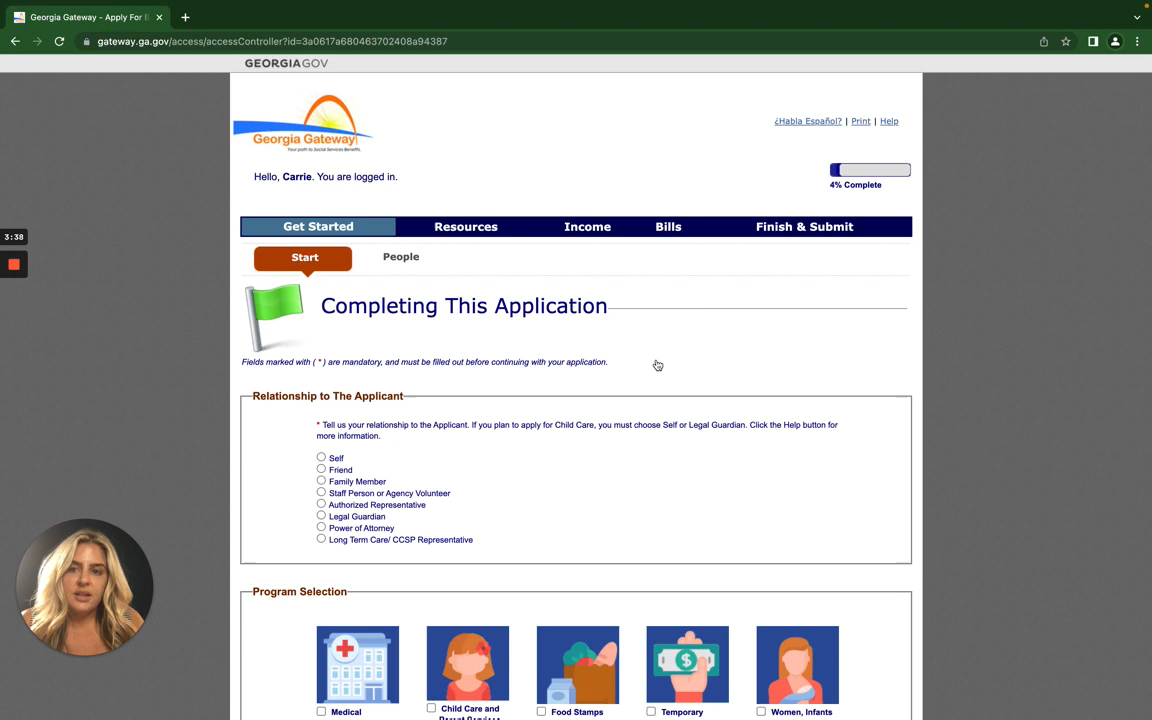 Georgia Gateway - Apply For B
gateway.ga.gov/access/accessController?id=3a0617a680463702408a94387
GEORGIAGOV
Georgia Gateway
Your path to Social Services Benefits.
¿Habla Español? | Print | Help
Hello, Carrie. You are logged in.
4% Complete
3:38
Get Started Resources Income Bills Finish & Submit
Start People
Completing This Application
Fields marked with ( * ) are mandatory, and must be filled out before continuing with your application.
Relationship to The Applicant
* Tell us your relationship to the Applicant. If you plan to apply for Child Care, you must choose Self or Legal Guardian. Click the Help button for
more information.
Self
Friend
Family Member
Staff Person or Agency Volunteer
Authorized Representative
Legal Guardian
Power of Attorney
Long Term Care/ CCSP Representative
Program Selection
$
Medical Child Care and Food Stamps Temporary Women, Infants